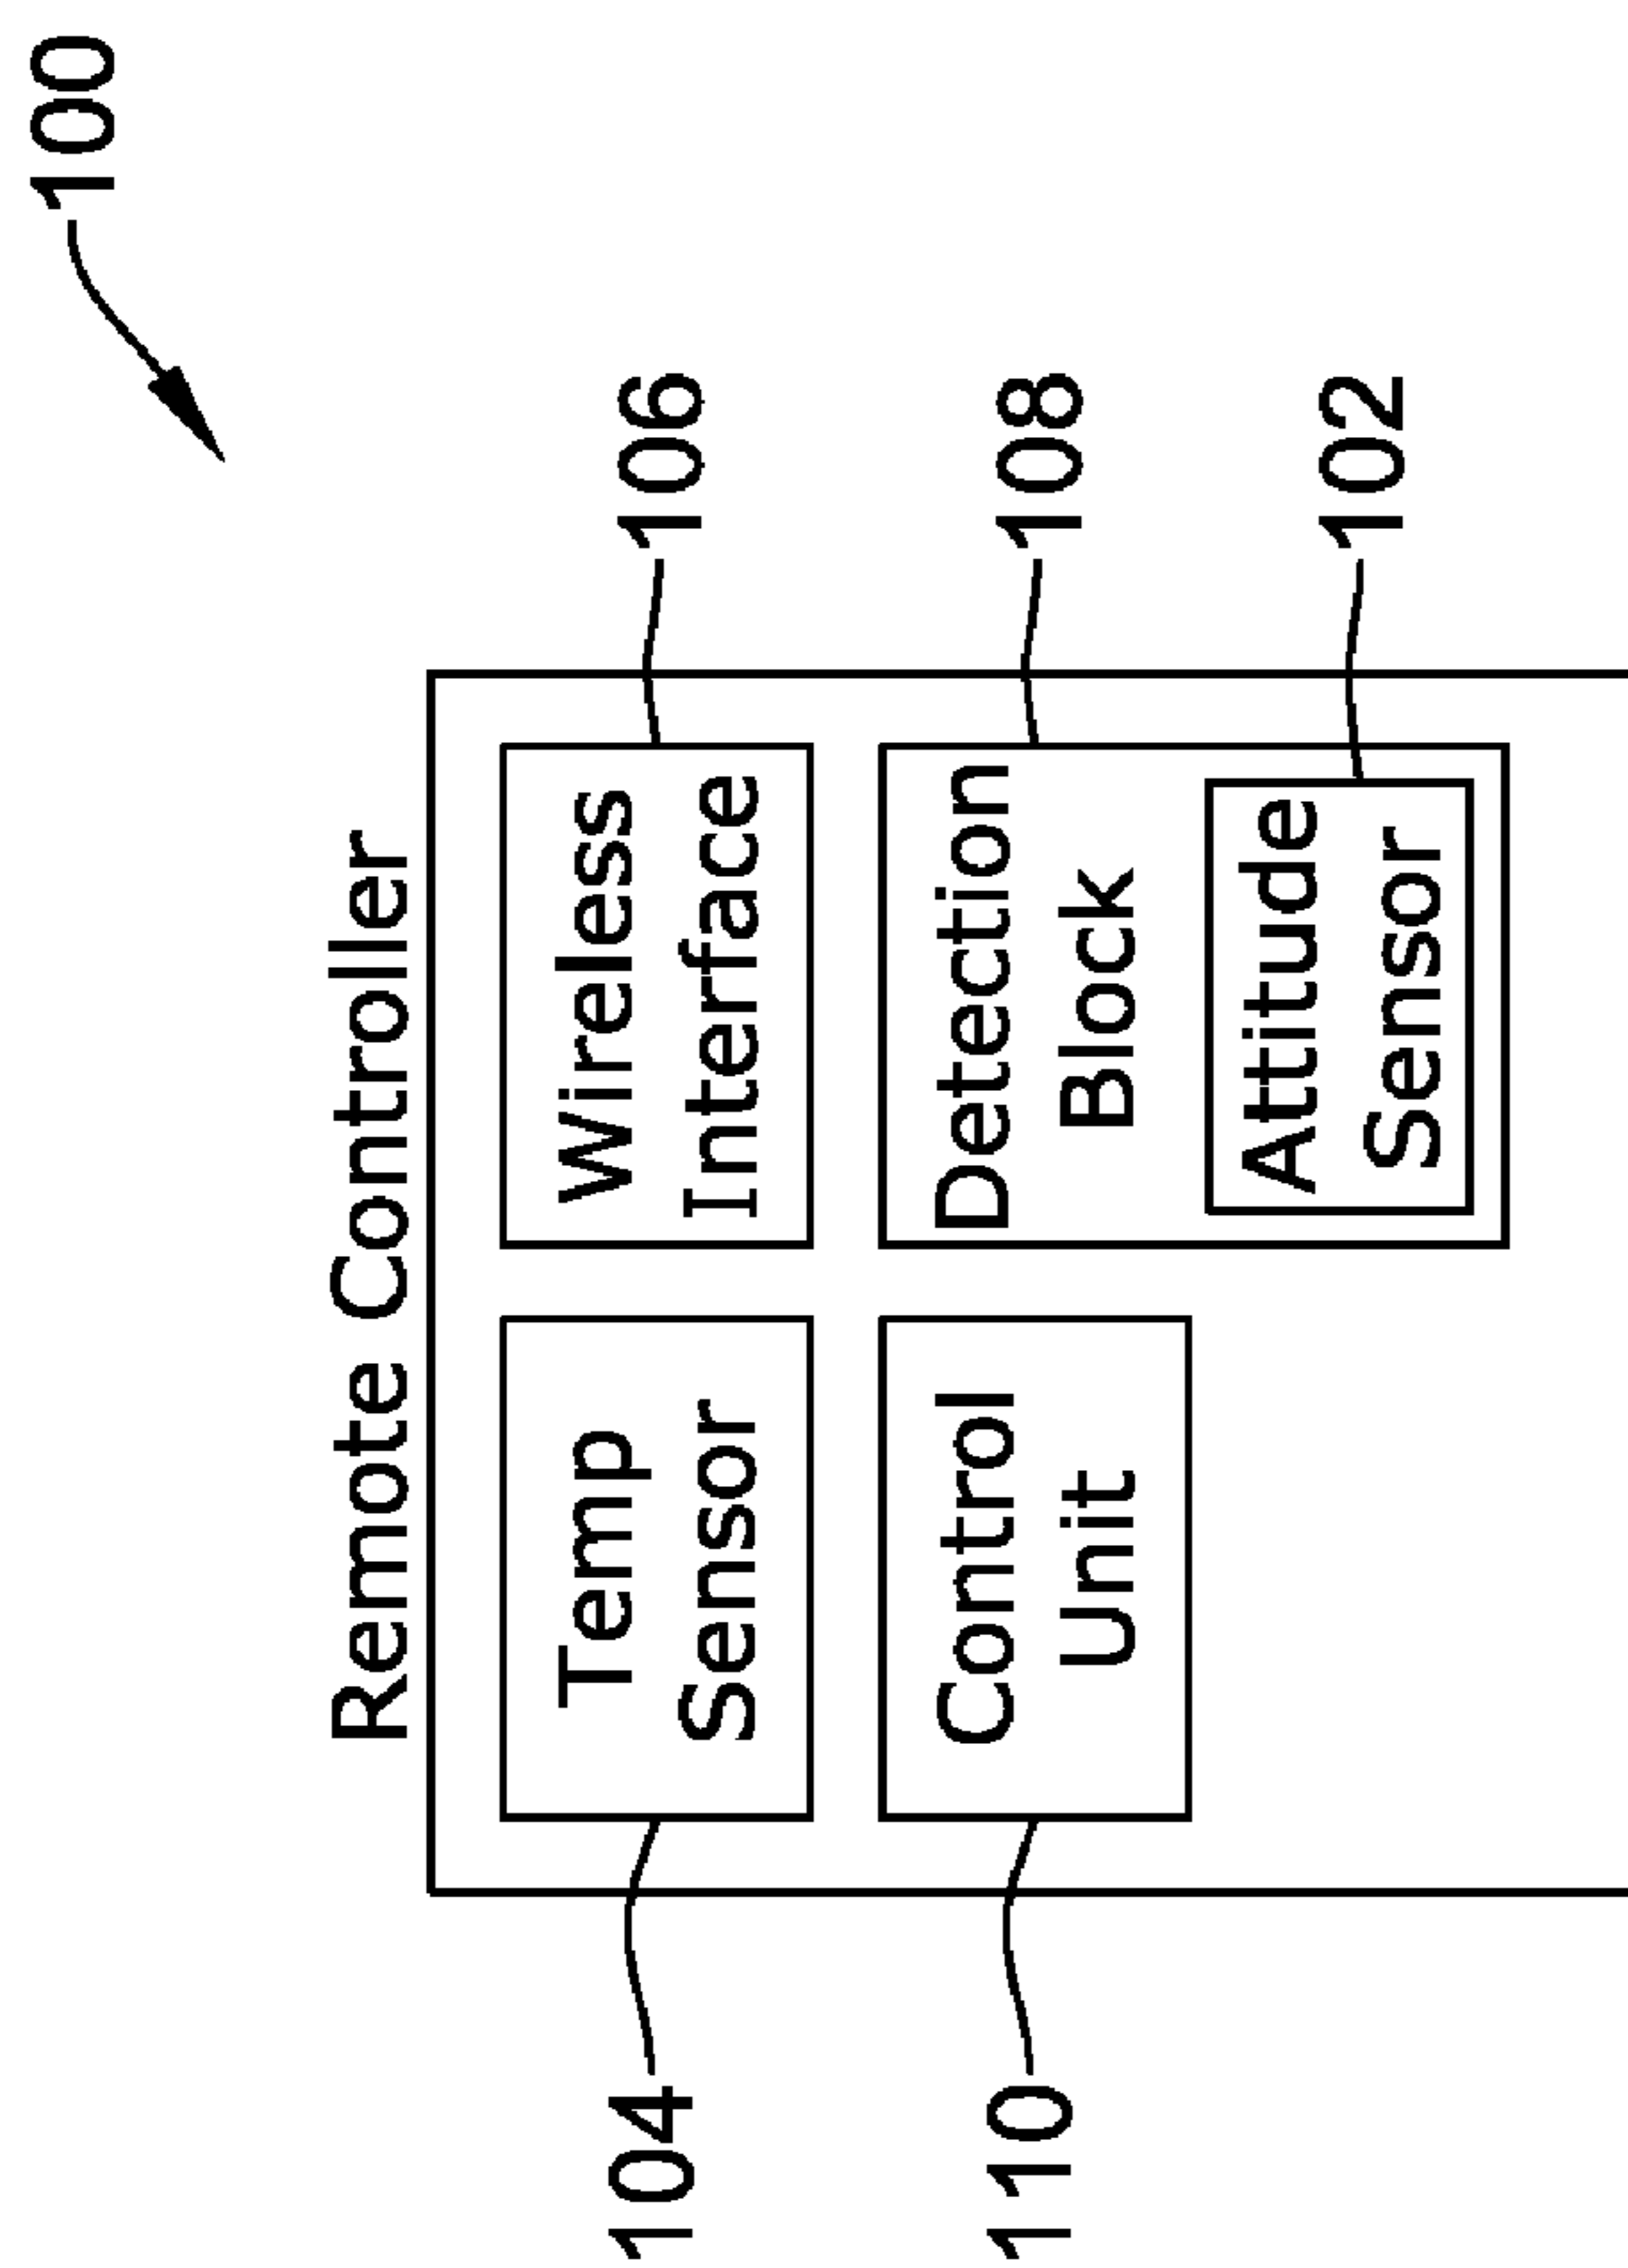 100
Remote Controller
Temp
Sensor
Wireless
Interface
104
106
Control
Unit
Detection
Block
110
108
Attitude
Sensor
102